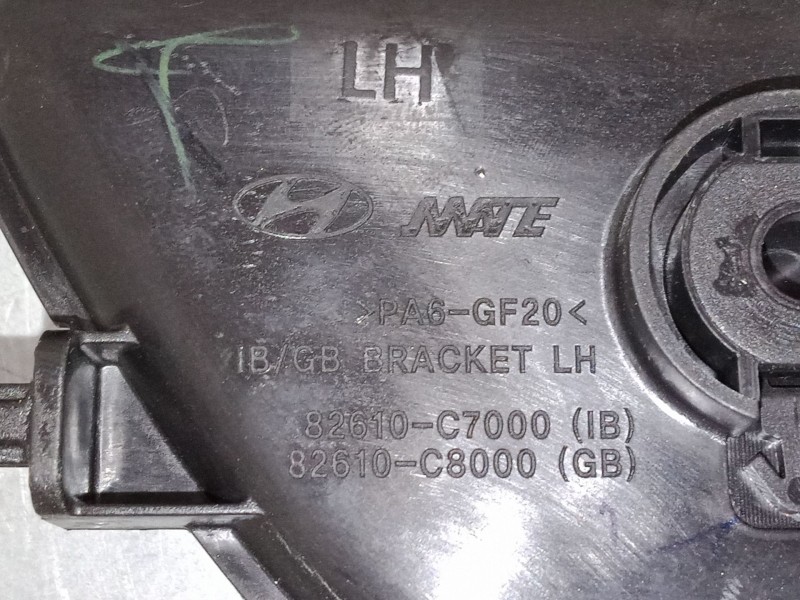 LH
MATE
>PA6-GF20<
IB/GB BRACKET LH
82610-C7000 (IB)
82610-C8000 (GB)